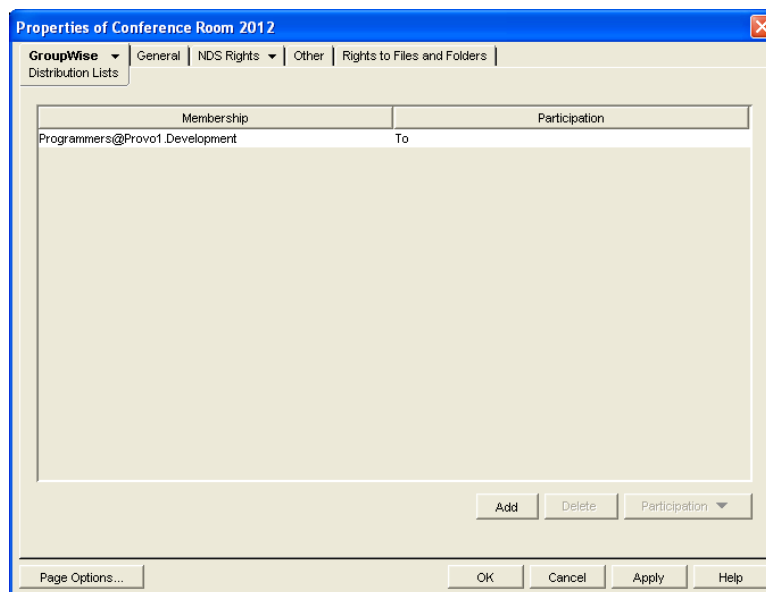 Properties of Conference Room 2012
GroupWise General NDS Rights Other Rights to Files and Folders
Distribution Lists
Membership Participation
Programmers@Provo1.Development To
Add Delete Participation
Page Options... OK Cancel Apply Help